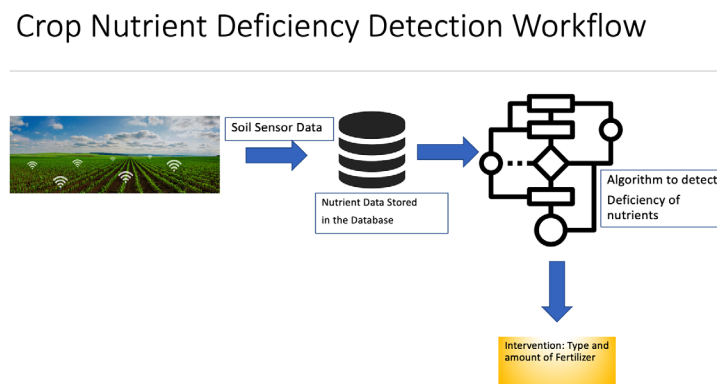 Crop Nutrient Deficiency Detection Workflow
Soil Sensor Data
Nutrient Data Stored
in the Database
Algorithm to detect
Deficiency of
nutrients
Intervention: Type and
amount of Fertilizer